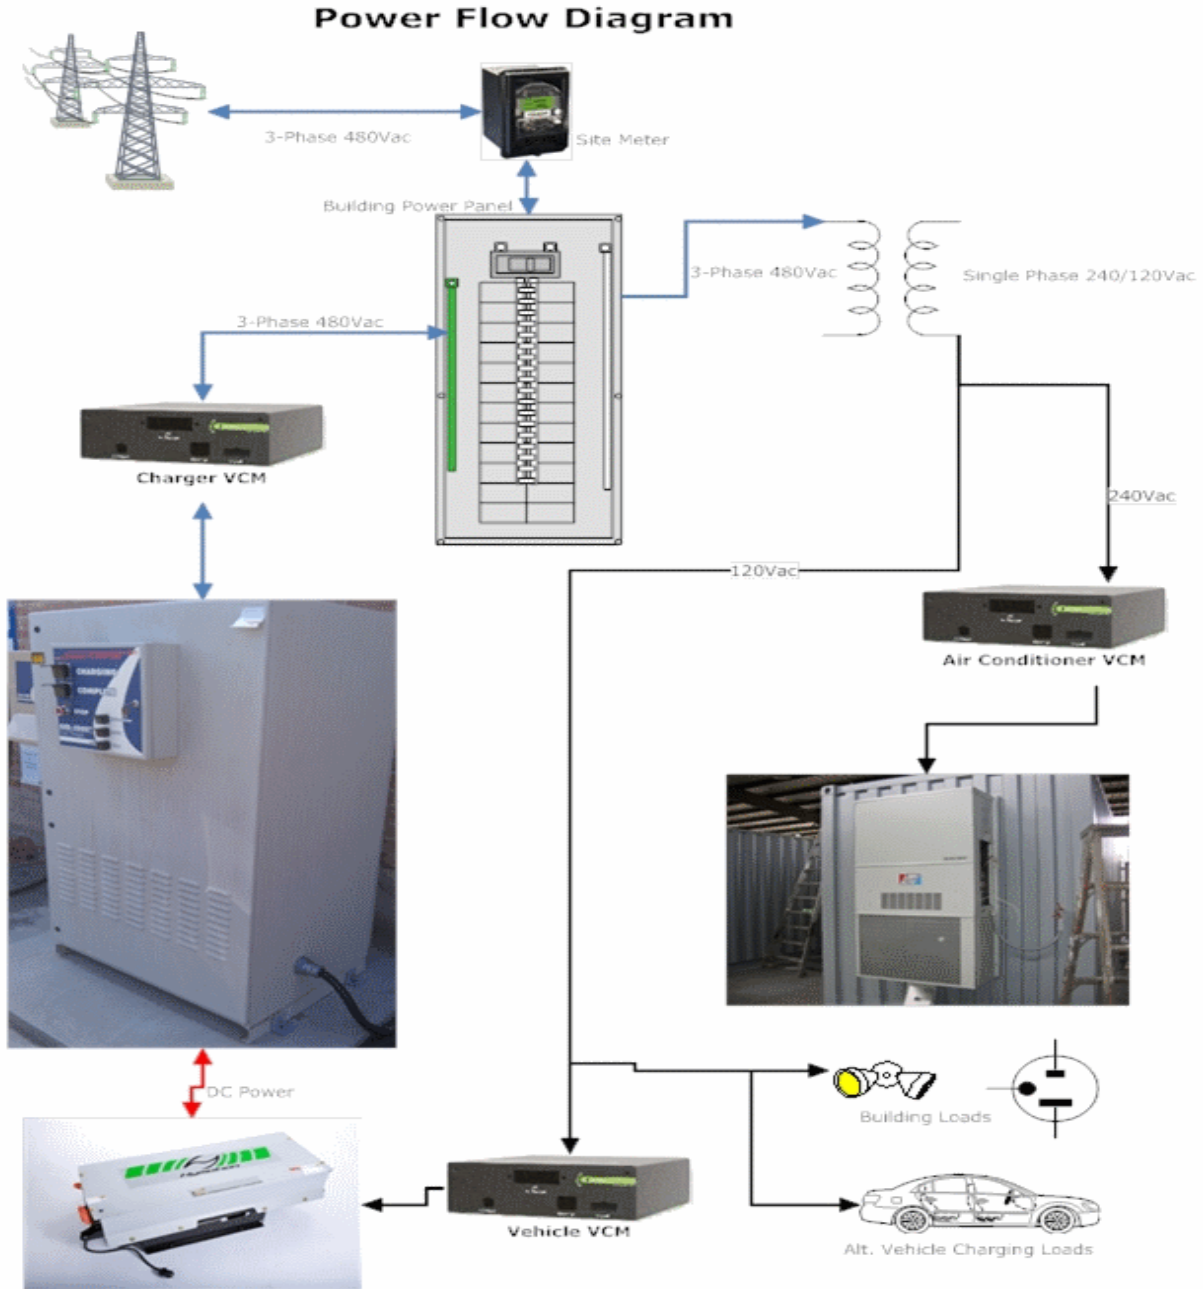 Power Flow Diagram
3-Phase 480Vac
Site Meter
Building Power Panel
3-Phase 480Vac
Single Phase 240/120Vac
3-Phase 480Vac
Charger VCM
240Vac
120Vac
Air Conditioner VCM
CHARGING
DC Power
Building Loads
Vehicle VCM
Alt. Vehicle Charging Loads